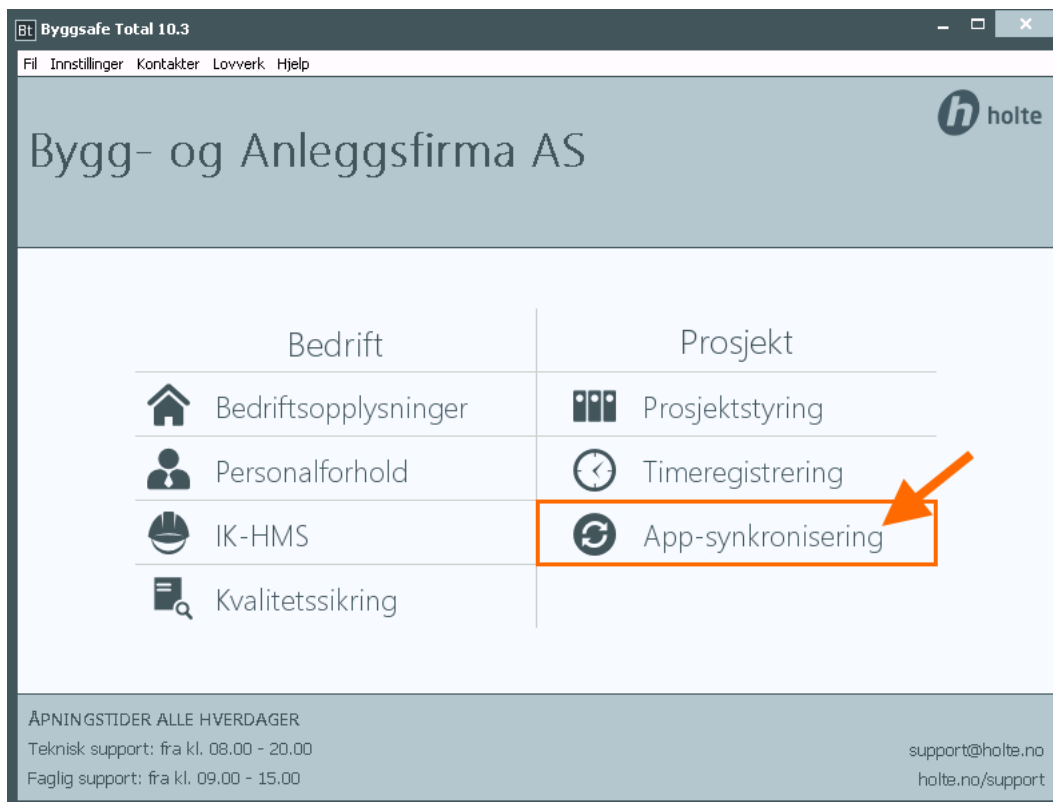 Bt Byggsafe Total 10.3
Fil Innstillinger Kontakter Lovverk Hjelp
h holte
Bygg- og Anleggsfirma AS
Bedrift
Bedriftsopplysninger
Personalforhold
IK-HMS
Kvalitetssikring
Prosjekt
Prosjektstyring
Timeregistrering
App-synkronisering
ÅPNINGSTIDER ALLE HVERDAGER
Teknisk support: fra kl. 08.00 - 20.00
Faglig support: fra kl. 09.00 - 15.00
support@holte.no
holte.no/support